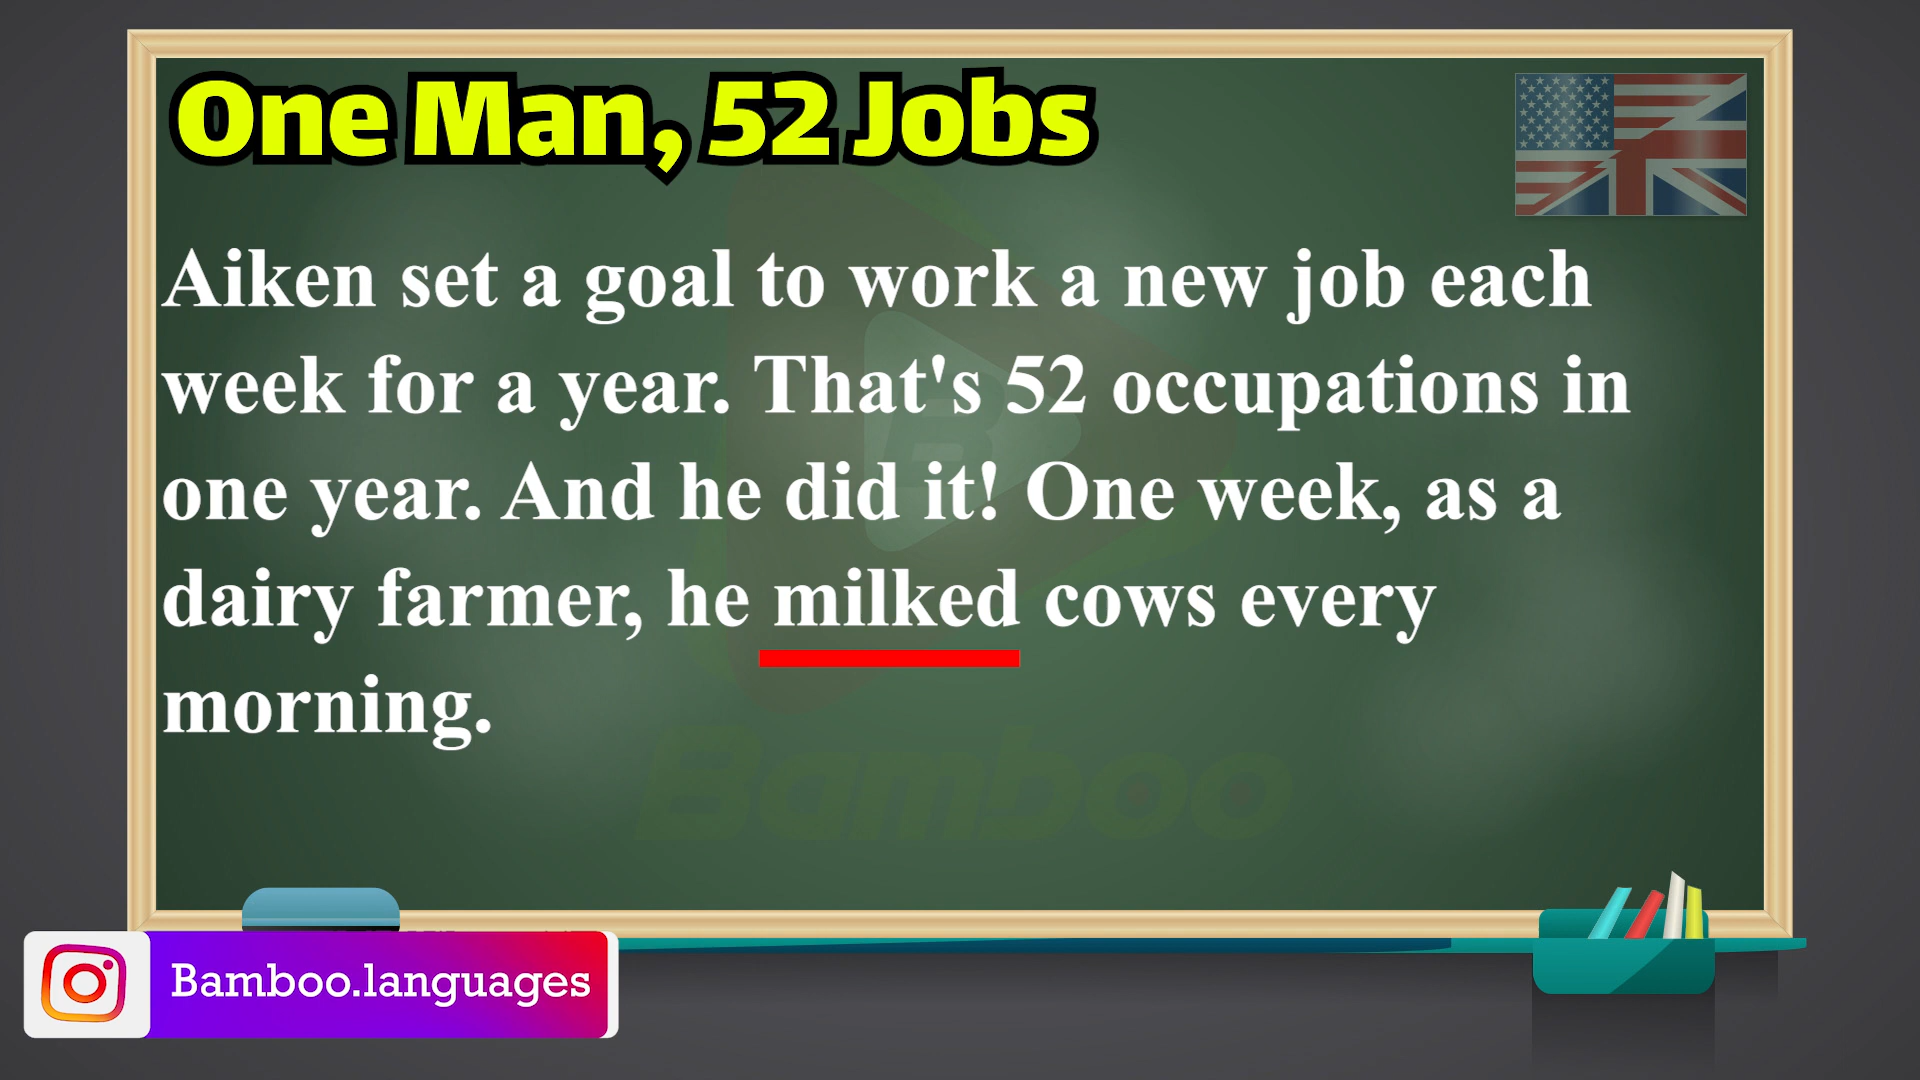 One Man, 52 Jobs
Aiken set a goal to work a new job each
week for a year. That's 52 occupations in
one year. And he did it! One week, as a
dairy farmer, he milked cows every
morning.
B
Bamboo
Bamboo.languages